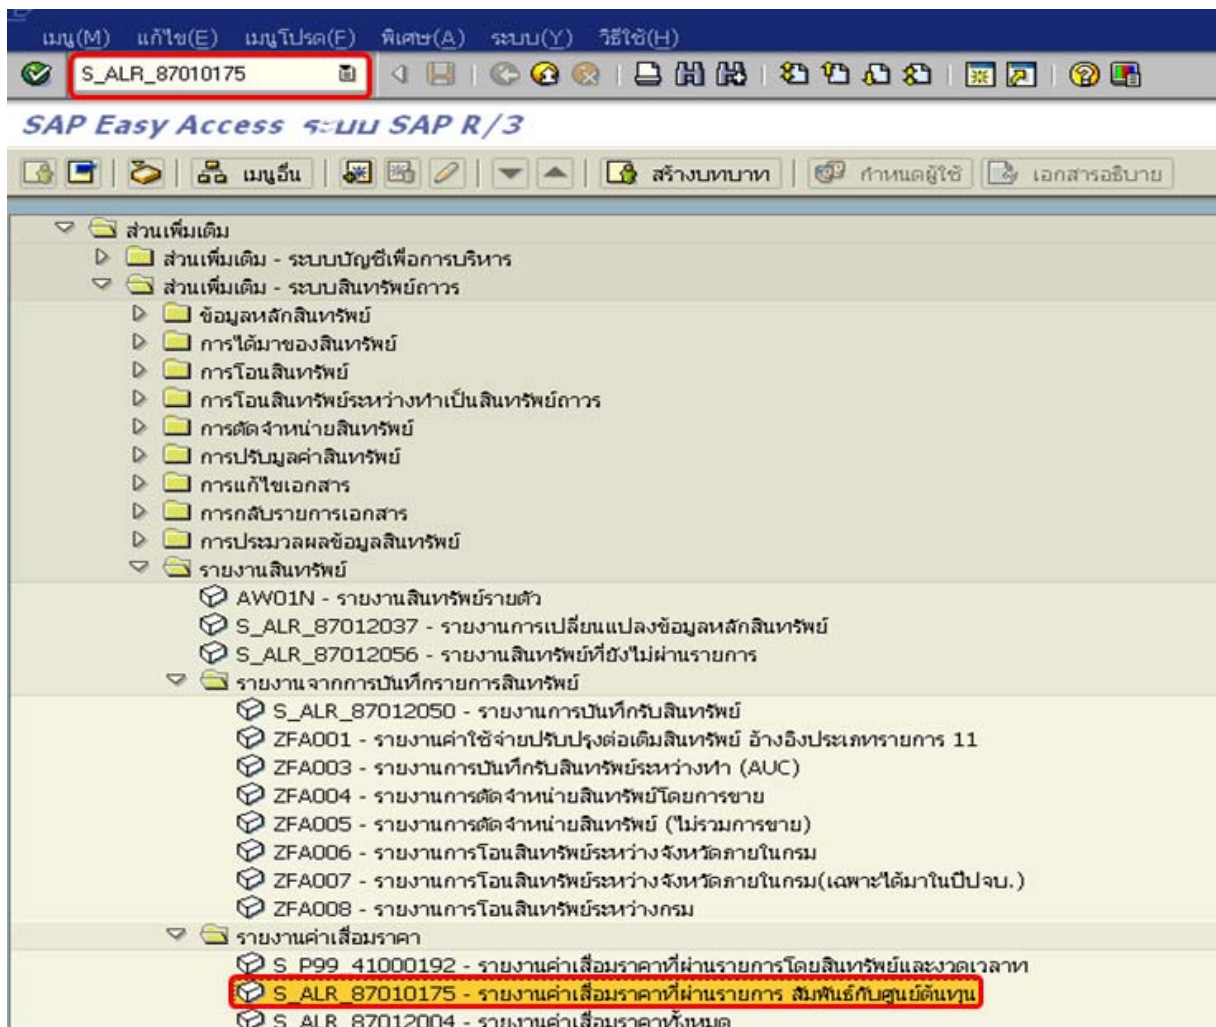 เมนู(M) แก้ไข(E) เมนูโปรด(F) พิเศษ(A) ระบบ(Y) วิธีใช้(H)
S_ALR_87010175
SAP Easy Access ระบบ SAP R/3
เมนูอื่น สร้างบทบาท กำหนดผู้ใช้ เอกสารอธิบาย
ส่วนเพิ่มเติม
ส่วนเพิ่มเติม - ระบบบัญชีเพื่อการบริหาร
ส่วนเพิ่มเติม - ระบบสินทรัพย์ถาวร
ข้อมูลหลักสินทรัพย์
การได้มาของสินทรัพย์
การโอนสินทรัพย์
การโอนสินทรัพย์ระหว่างทำเป็นสินทรัพย์ถาวร
การตัดจำหน่ายสินทรัพย์
การปรับมูลค่าสินทรัพย์
การแก้ไขเอกสาร
การกลับรายการเอกสาร
การประมวลผลข้อมูลสินทรัพย์
รายงานสินทรัพย์
AW01N - รายงานสินทรัพย์รายตัว
S_ALR_87012037 - รายงานการเปลี่ยนแปลงข้อมูลหลักสินทรัพย์
S_ALR_87012056 - รายงานสินทรัพย์ที่ยังไม่ผ่านรายการ
รายงานจากการบันทึกรายการสินทรัพย์
S_ALR_87012050 - รายงานการบันทึกรับสินทรัพย์
ZFA001 - รายงานค่าใช้จ่ายปรับปรุงต่อเติมสินทรัพย์ อ้างอิงประเภทรายการ 11
ZFA003 - รายงานการบันทึกรับสินทรัพย์ระหว่างทำ (AUC)
ZFA004 - รายงานการตัดจำหน่ายสินทรัพย์โดยการขาย
ZFA005 - รายงานการตัดจำหน่ายสินทรัพย์ (ไม่รวมการขาย)
ZFA006 - รายงานการโอนสินทรัพย์ระหว่างจังหวัดภายในกรม
ZFA007 - รายงานการโอนสินทรัพย์ระหว่างจังหวัดภายในกรม(เฉพาะได้มาในปีปจบ.)
ZFA008 - รายงานการโอนสินทรัพย์ระหว่างกรม
รายงานค่าเสื่อมราคา
S_P99_41000192 - รายงานค่าเสื่อมราคาที่ผ่านรายการโดยสินทรัพย์และงวดเวลาท
S_ALR_87010175 - รายงานค่าเสื่อมราคาที่ผ่านรายการ สัมพันธ์กับศูนย์ต้นทุน
S_ALR_87012004 - รายงานค่าเสื่อมราคาทั้งหมด